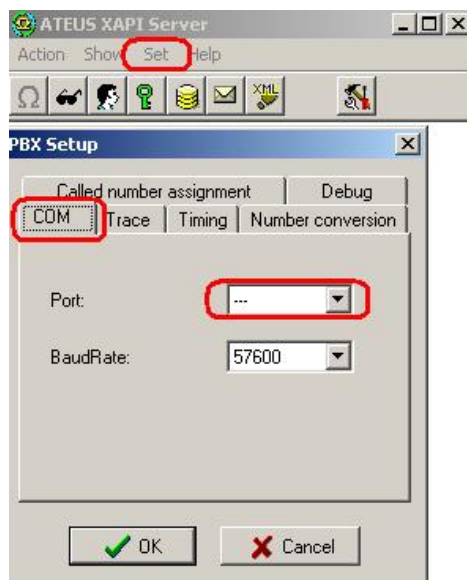 ATEUS XAPI Server
Action Show Set Help
XML
PBX Setup
Called number assignment Debug
COM Trace Timing Number conversion
Port: ---
BaudRate: 57600
OK Cancel